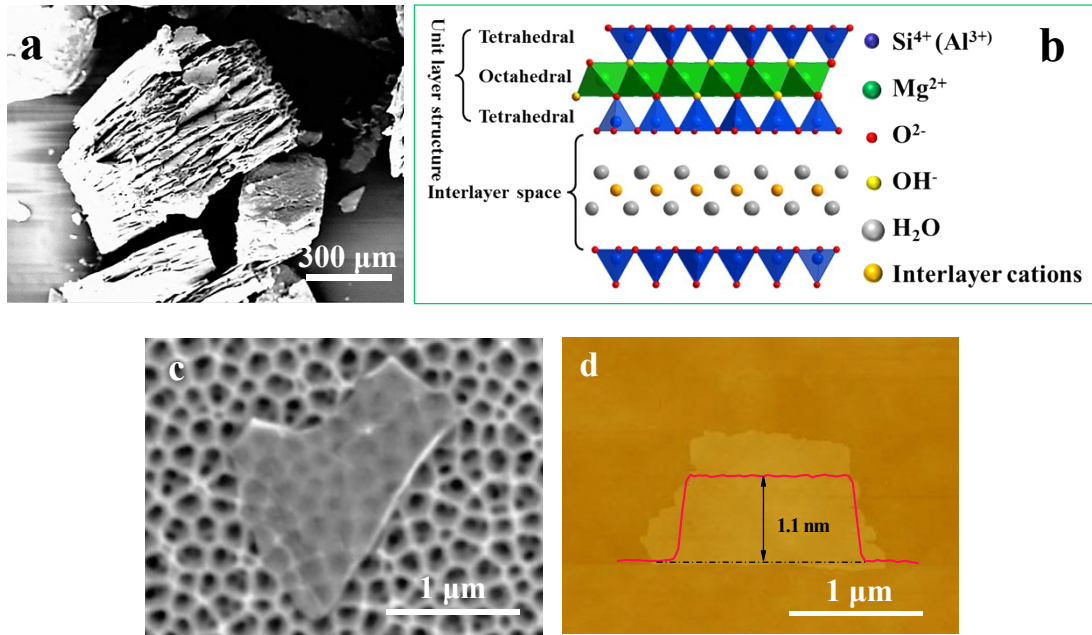 a
300 μm
b
Unit layer structure
Tetrahedral
Octahedral
Tetrahedral
Interlayer space
Si⁴⁺ (Al³⁺)
Mg²⁺
O²⁻
OH⁻
H₂O
Interlayer cations
c
1 μm
d
1.1 nm
1 μm